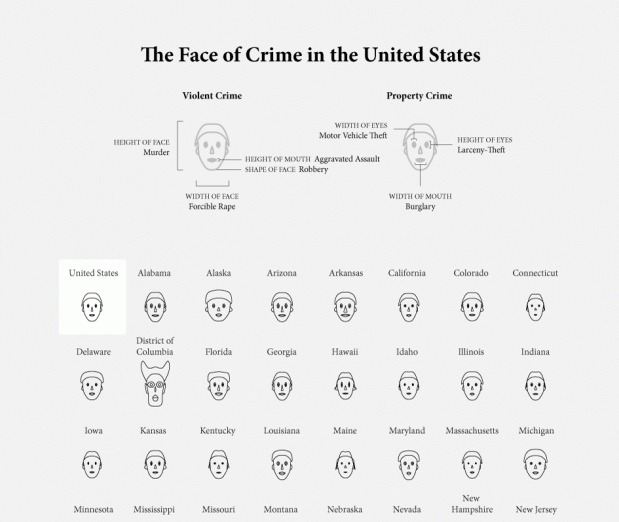 The Face of Crime in the United States
Violent Crime
Property Crime
HEIGHT OF FACE
Murder
HEIGHT OF MOUTH Aggravated Assault
SHAPE OF FACE Robbery
WIDTH OF FACE
Forcible Rape
WIDTH OF EYES
Motor Vehicle Theft
HEIGHT OF EYES
Larceny-Theft
WIDTH OF MOUTH
Burglary
United States Alabama Alaska Arizona Arkansas California Colorado Connecticut
Delaware District of Columbia Florida Georgia Hawaii Idaho Illinois Indiana
Iowa Kansas Kentucky Louisiana Maine Maryland Massachusetts Michigan
Minnesota Mississippi Missouri Montana Nebraska Nevada New Hampshire New Jersey